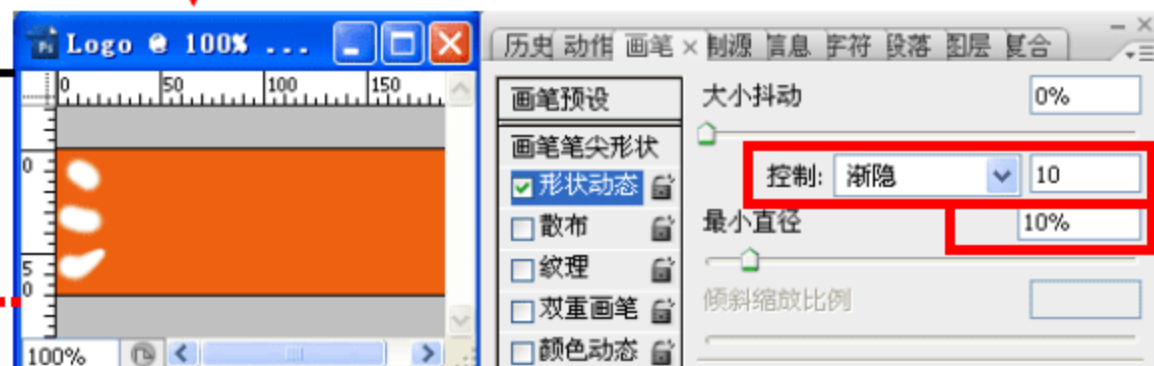 Logo @ 100% ...
0 50 100 150
0
5
0
100%
历史 动作 画笔 × 制源 信息 字符 段落 图层 复合
画笔预设
画笔笔尖形状
形状动态
散布
纹理
双重画笔
颜色动态
大小抖动 0%
控制: 渐隐 10
最小直径 10%
倾斜缩放比例